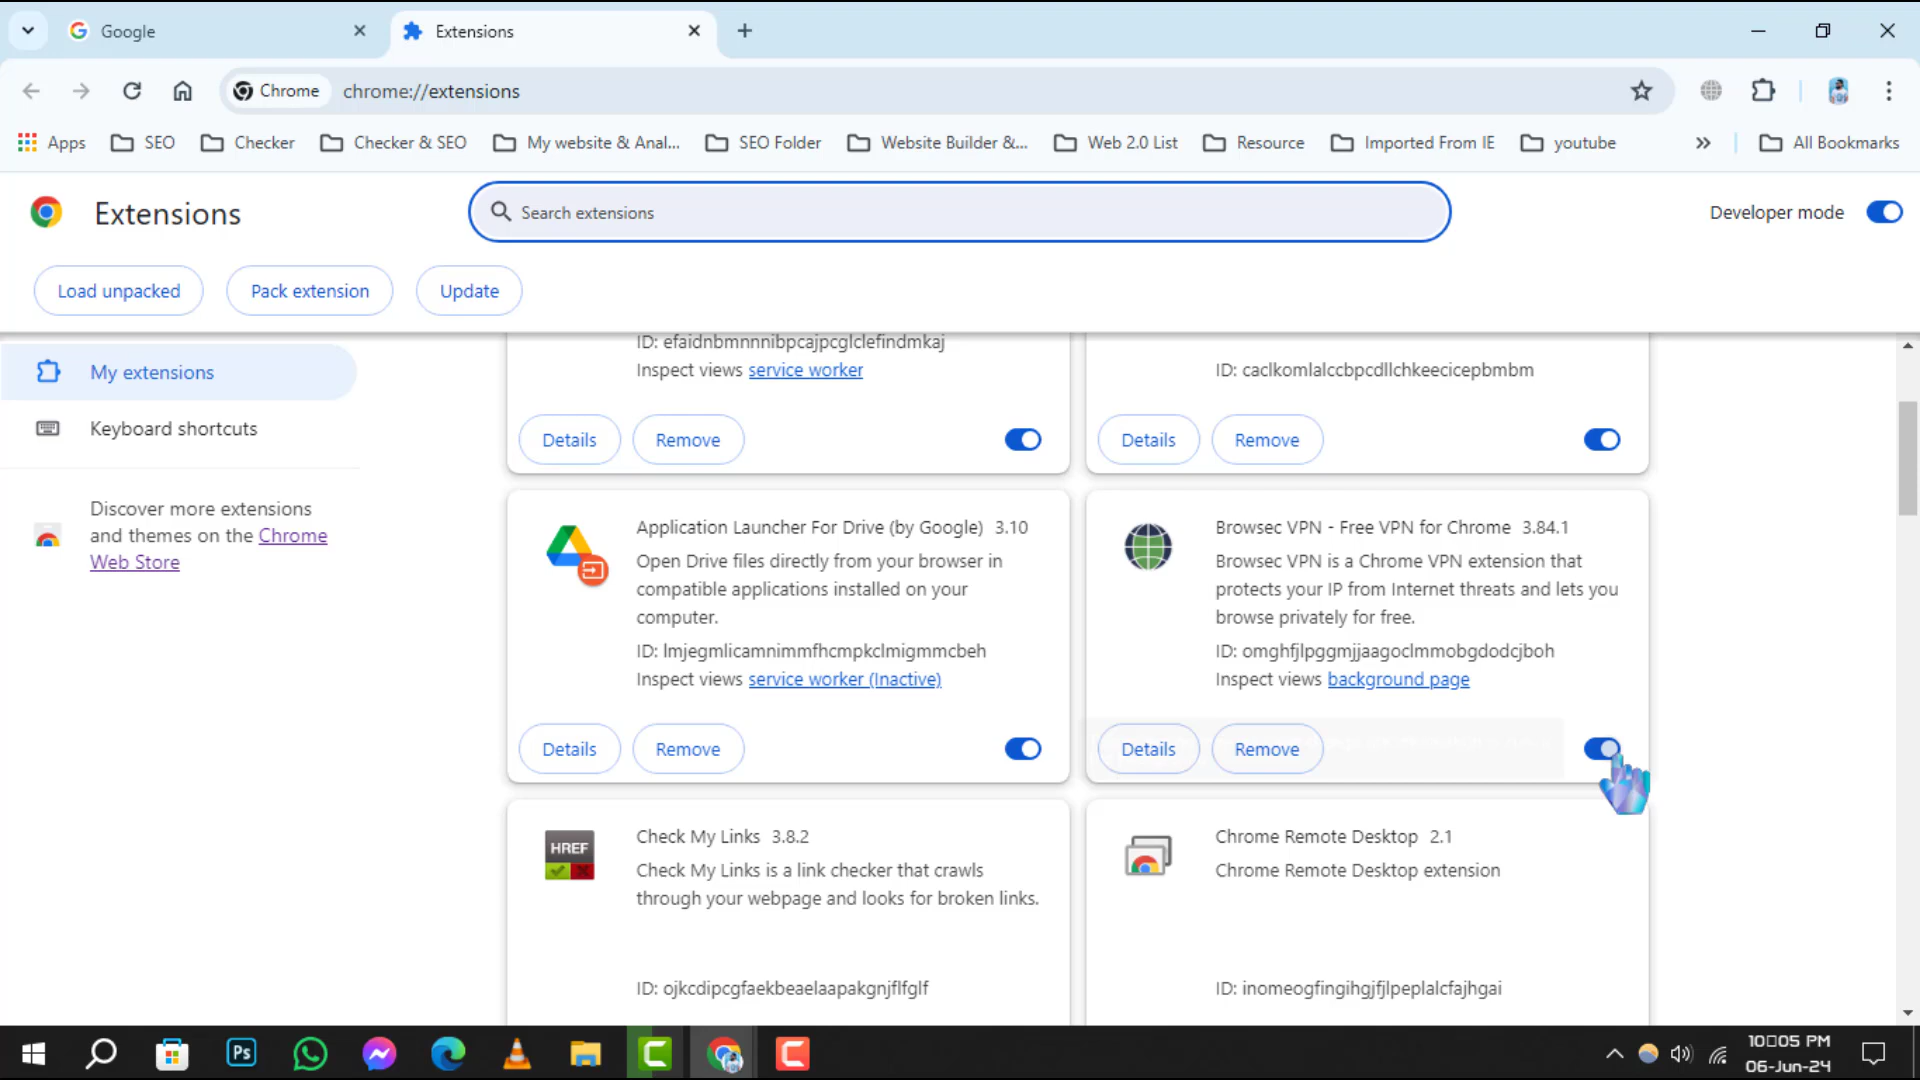 Google
Extensions
Chrome
chrome://extensions
Apps
SEO
Checker
Checker & SEO
My website & Anal...
SEO Folder
Website Builder &...
Web 2.0 List
Resource
Imported From IE
youtube
All Bookmarks
Extensions
Search extensions
Developer mode
Load unpacked
Pack extension
Update
My extensions
Keyboard shortcuts
Discover more extensions
and themes on the Chrome
Web Store
ID: efaidnbmnnnibpcajpcglclefindmkaj
Inspect views service worker
Details
Remove
ID: caclkomlalccbpcdllchkeecicepbmbm
Details
Remove
Application Launcher For Drive (by Google) 3.10
Open Drive files directly from your browser in
compatible applications installed on your
computer.
ID: lmjegmlicamnimmfhcmpkclmigmmcbeh
Inspect views service worker (Inactive)
Details
Remove
Browsec VPN - Free VPN for Chrome 3.84.1
Browsec VPN is a Chrome VPN extension that
protects your IP from Internet threats and lets you
browse privately for free.
ID: omghfjlpggmjjaagoclmmobgdodcjboh
Inspect views background page
Details
Remove
HREF
Check My Links 3.8.2
Check My Links is a link checker that crawls
through your webpage and looks for broken links.
ID: ojkcdipcgfaekbeaelaapakgnjflfglf
Chrome Remote Desktop 2.1
Chrome Remote Desktop extension
ID: inomeogfingihgjfjlpeplalcfajhgai
Ps
10▯05 PM
06-Jun-24